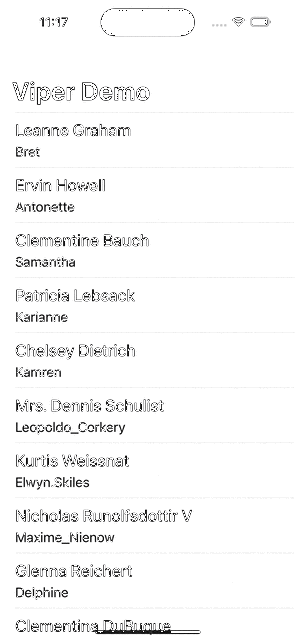 11:17
Viper Demo
Leanne Graham
Bret
Ervin Howell
Antonette
Clementine Bauch
Samantha
Patricia Lebsack
Karianne
Chelsey Dietrich
Kamren
Mrs. Dennis Schulist
Leopoldo_Corkery
Kurtis Weissnat
Elwyn.Skiles
Nicholas Runolfsdottir V
Maxime_Nienow
Glenna Reichert
Delphine
Clementina DuBuque